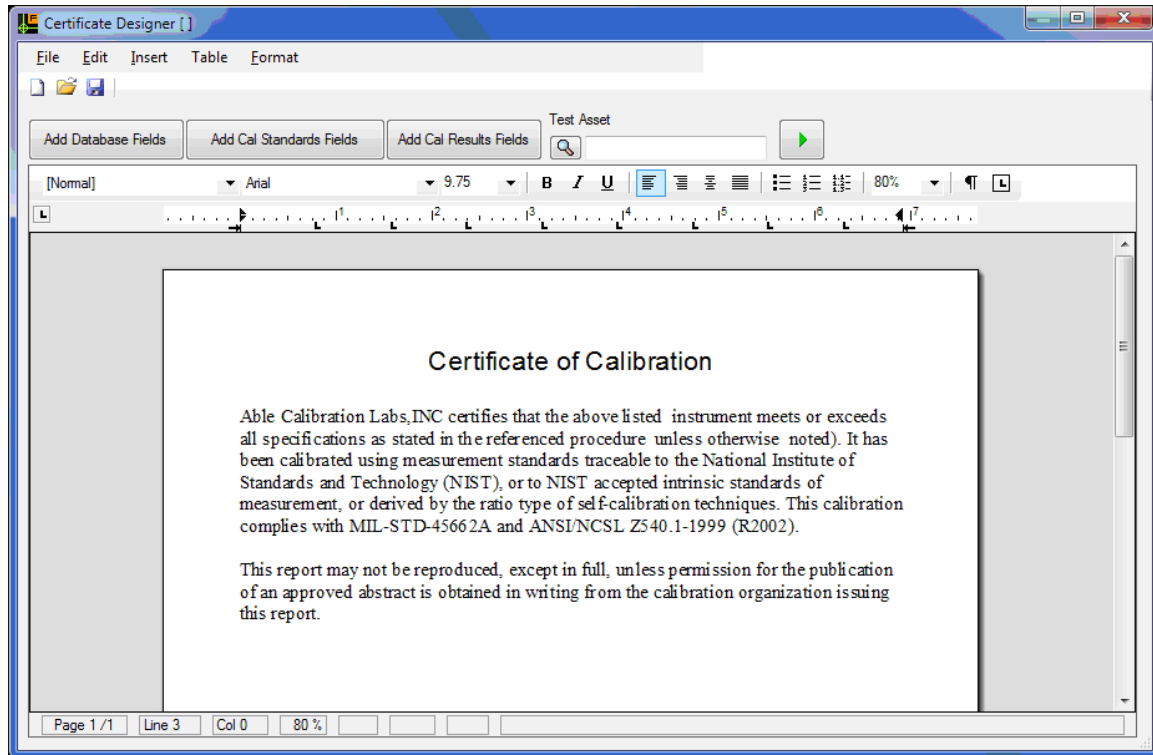 Certificate Designer [ ]
File Edit Insert Table Format
Test Asset
Add Database Fields Add Cal Standards Fields Add Cal Results Fields
[Normal] Arial 9.75 B I U 80% ¶ L
L 1 2 3 4 5 6 7
Certificate of Calibration
Able Calibration Labs,INC certifies that the above listed instrument meets or exceeds
all specifications as stated in the referenced procedure unless otherwise noted). It has
been calibrated using measurement standards traceable to the National Institute of
Standards and Technology (NIST), or to NIST accepted intrinsic standards of
measurement, or derived by the ratio type of self-calibration techniques. This calibration
complies with MIL-STD-45662A and ANSI/NCSL Z540.1-1999 (R2002).
This report may not be reproduced, except in full, unless permission for the publication
of an approved abstract is obtained in writing from the calibration organization issuing
this report.
Page 1 /1 Line 3 Col 0 80 %